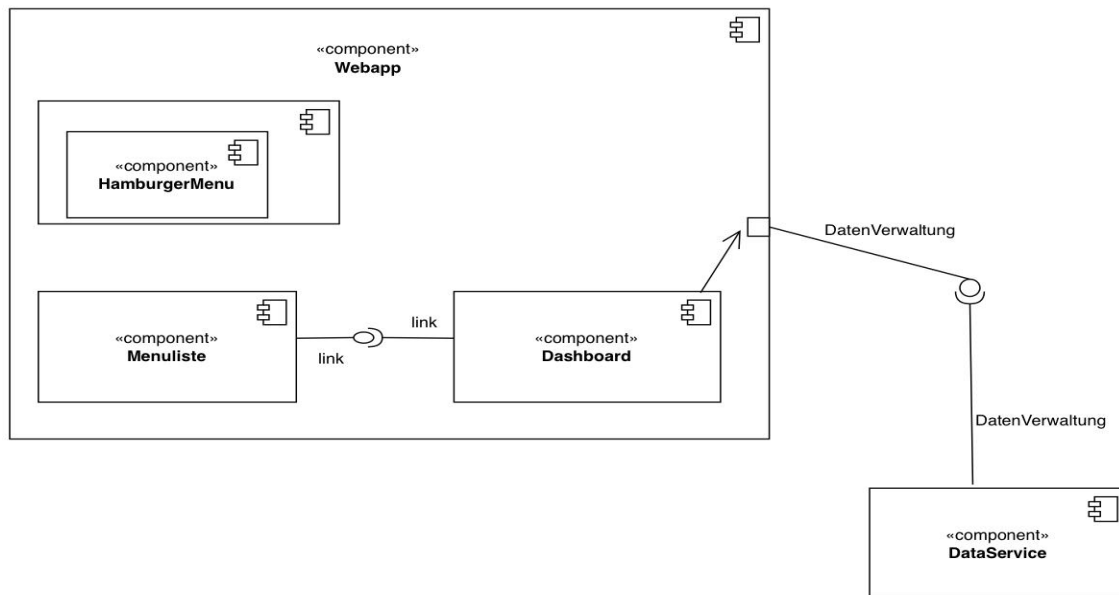 «component»
Webapp
«component»
HamburgerMenu
DatenVerwaltung
«component»
Menuliste
link
link
«component»
Dashboard
DatenVerwaltung
«component»
DataService